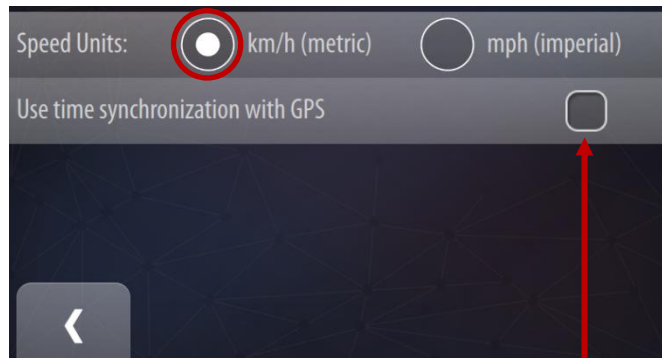 Speed Units: km/h (metric) mph (imperial)
Use time synchronization with GPS